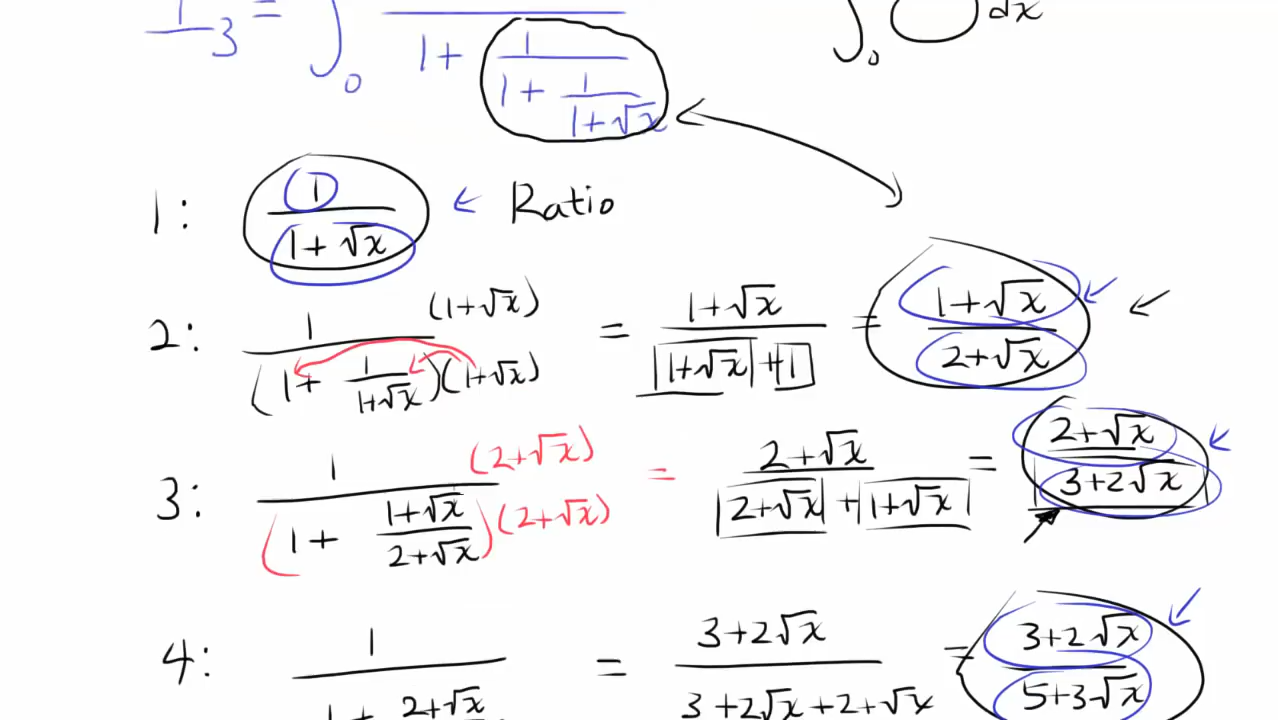 1/___3 = ∫_0 ___/(1 + 1/(1 + 1/(1+√x)))    ∫_0 dx
1: 1/(1+√x) ← Ratio
2: 1/(1 + 1/(1+√x)) (1+√x)/(1+√x) = (1+√x)/(1+√x + 1) = (1+√x)/(2+√x) ←
3: 1/(1 + (1+√x)/(2+√x)) (2+√x)/(2+√x) = (2+√x)/(2+√x + 1+√x) = (2+√x)/(3+2√x)
4: 1/(1 + (2+√x)/) = (3+2√x)/(3+2√x+2+√x) = (3+2√x)/(5+3√x)